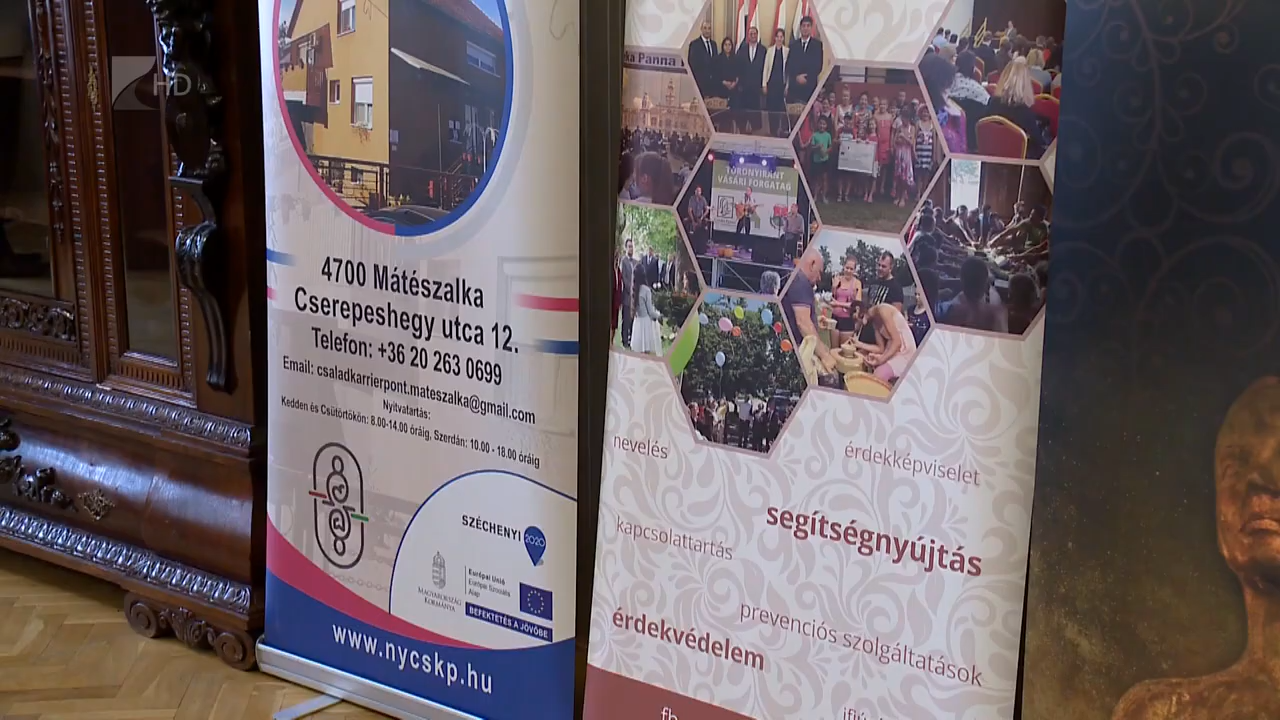 HD
4700 Mátészalka
Cserepeshegy utca 12.
Telefon: +36 20 263 0699
Email: csaladkarrierpont.mateszalka@gmail.com
Nyitvatartás:
Kedden és Csütörtökön: 8.00-14.00 óráig, Szerdán: 10.00 - 18.00 óráig
SZÉCHENYI 2020
MAGYARORSZÁG
KORMÁNYA
Európai Unió
Európai Szociális
Alap
BEFEKTETÉS A JÖVŐBE
www.nycskp.hu
Panna
TORONYIRÁNT
VÁSÁRI FORGATAG
nevelés
érdekképviselet
segítségnyújtás
kapcsolattartás
prevenciós szolgáltatások
érdekvédelem